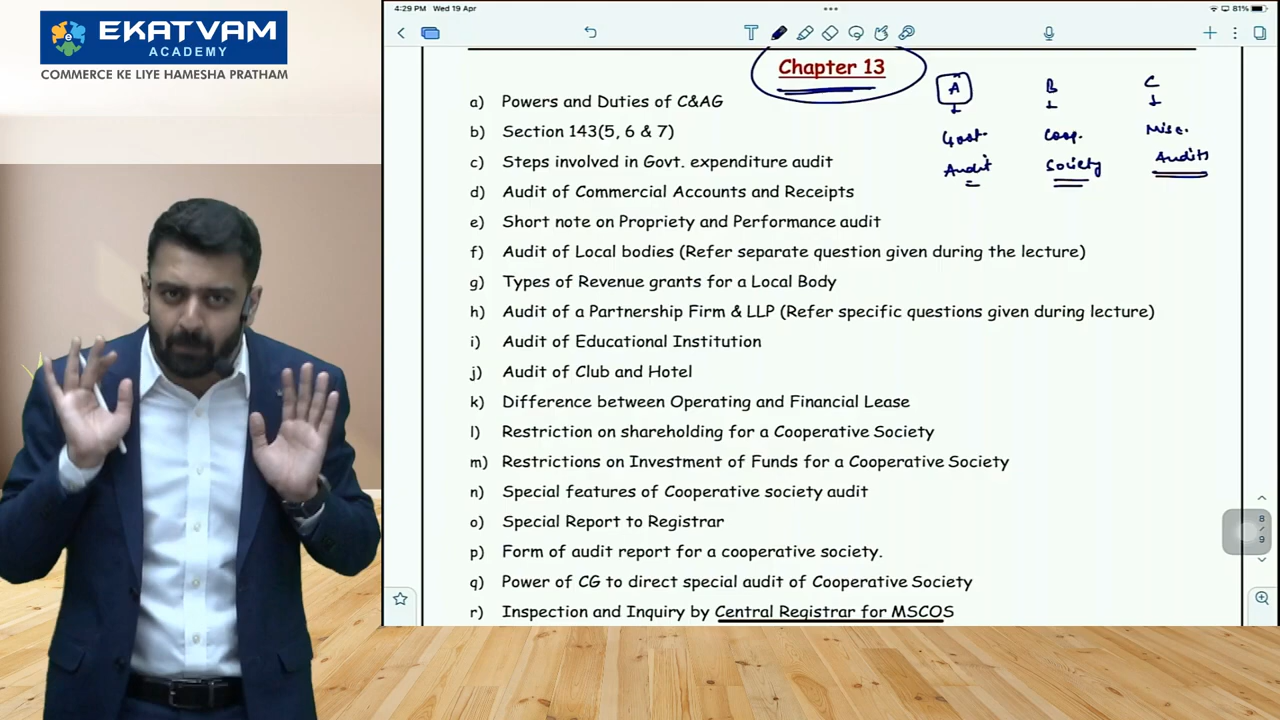 EKATVAM
ACADEMY
COMMERCE KE LIYE HAMESHA PRATHAM
4:29 PM Wed 19 Apr
81%
Chapter 13
a) Powers and Duties of C&AG
b) Section 143(5, 6 & 7)
c) Steps involved in Govt. expenditure audit
d) Audit of Commercial Accounts and Receipts
e) Short note on Propriety and Performance audit
f) Audit of Local bodies (Refer separate question given during the lecture)
g) Types of Revenue grants for a Local Body
h) Audit of a Partnership Firm & LLP (Refer specific questions given during lecture)
i) Audit of Educational Institution
j) Audit of Club and Hotel
k) Difference between Operating and Financial Lease
l) Restriction on shareholding for a Cooperative Society
m) Restrictions on Investment of Funds for a Cooperative Society
n) Special features of Cooperative society audit
o) Special Report to Registrar
p) Form of audit report for a cooperative society.
q) Power of CG to direct special audit of Cooperative Society
r) Inspection and Inquiry by Central Registrar for MSCOS
A B C
Govt. Coop. Misc.
Audit Society Audits
8
/
9